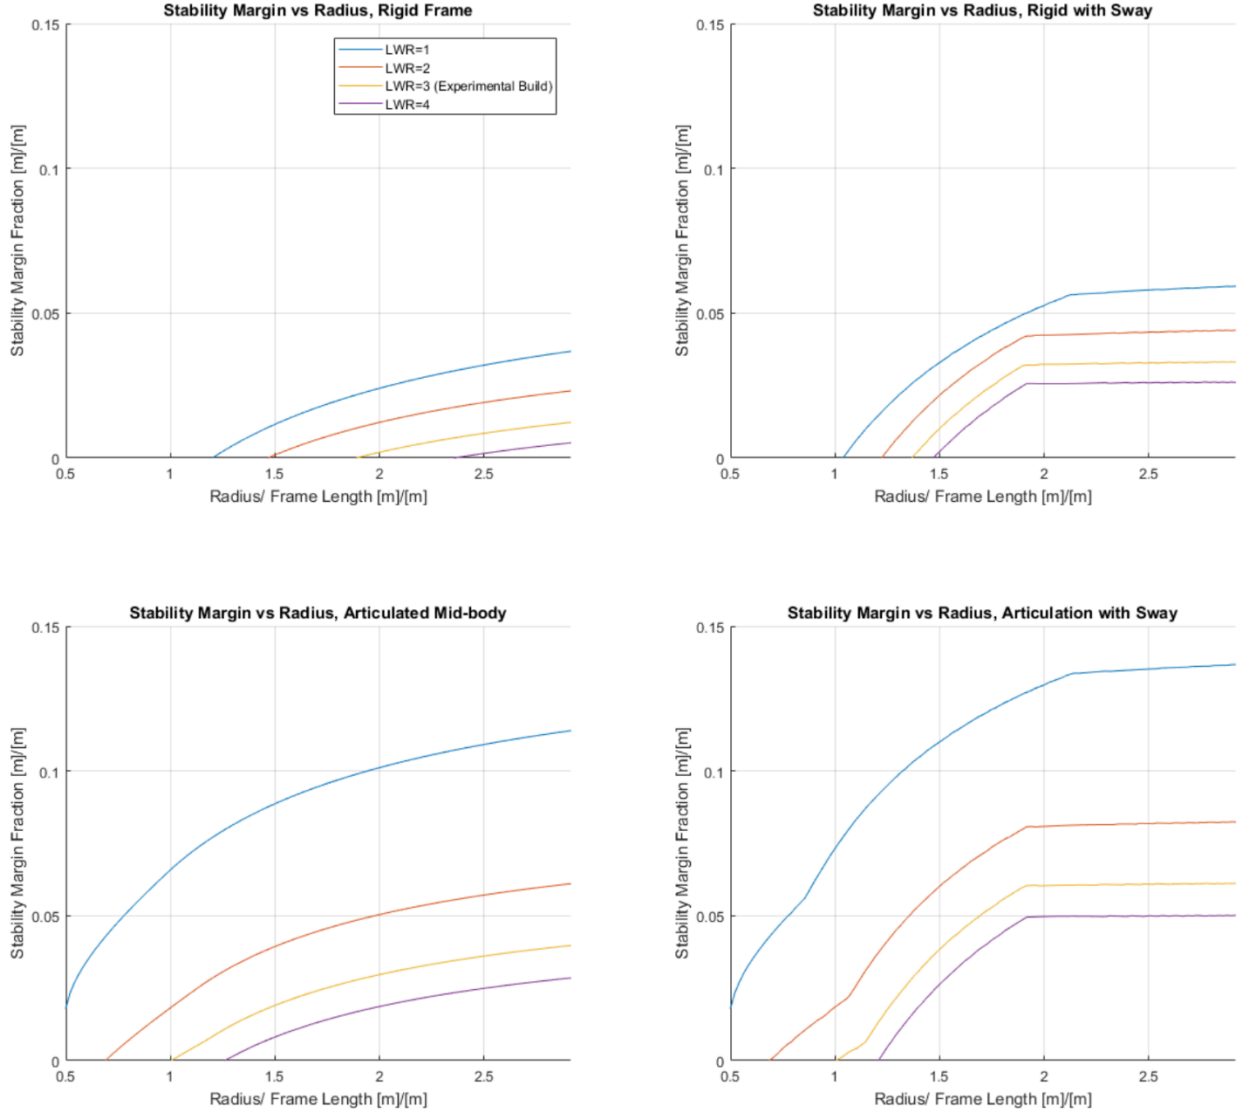 Stability Margin vs Radius, Rigid Frame
0.15
0.1
0.05
0
Stability Margin Fraction [m]/[m]
LWR=1
LWR=2
LWR=3 (Experimental Build)
LWR=4
0.5 1 1.5 2 2.5
Radius/ Frame Length [m]/[m]
Stability Margin vs Radius, Rigid with Sway
0.15
0.1
0.05
0
Stability Margin Fraction [m]/[m]
0.5 1 1.5 2 2.5
Radius/ Frame Length [m]/[m]
Stability Margin vs Radius, Articulated Mid-body
0.15
0.1
0.05
0
Stability Margin Fraction [m]/[m]
0.5 1 1.5 2 2.5
Radius/ Frame Length [m]/[m]
Stability Margin vs Radius, Articulation with Sway
0.15
0.1
0.05
0
Stability Margin Fraction [m]/[m]
0.5 1 1.5 2 2.5
Radius/ Frame Length [m]/[m]